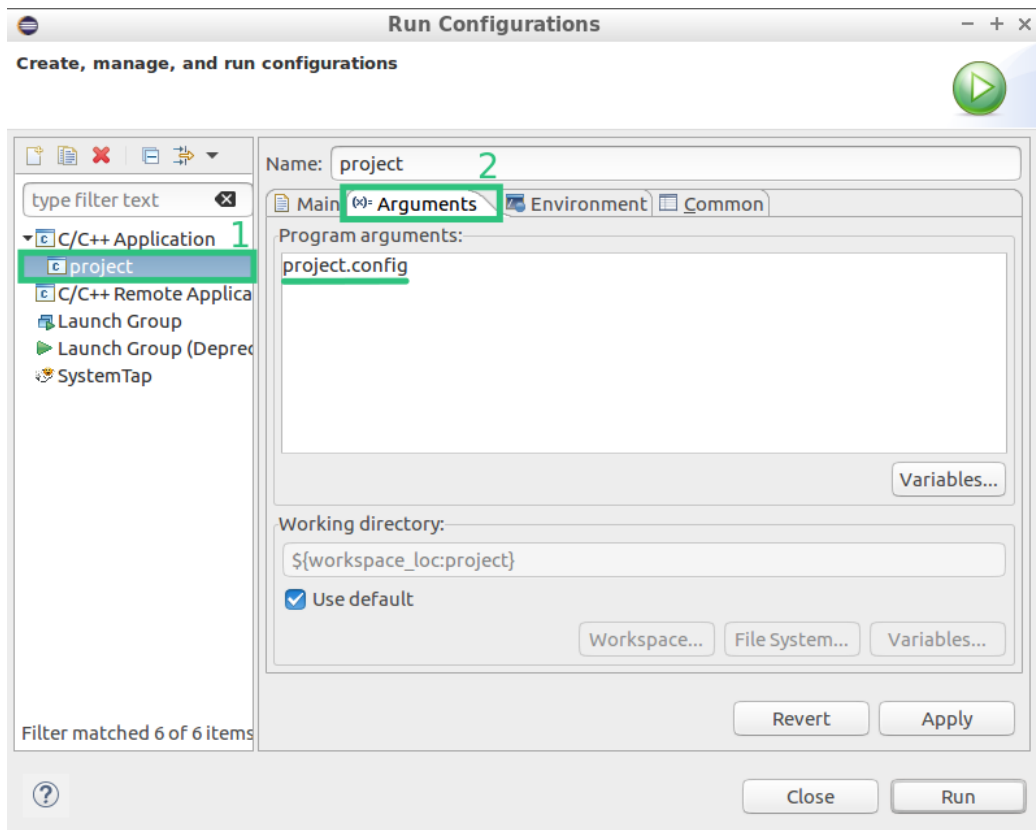 Run Configurations
Create, manage, and run configurations
type filter text
C/C++ Application 1
project
C/C++ Remote Applica
Launch Group
Launch Group (Deprec
SystemTap
Filter matched 6 of 6 items
Name: project 2
Main (x)= Arguments Environment Common
Program arguments:
project.config
Variables...
Working directory:
${workspace_loc:project}
Use default
Workspace... File System... Variables...
Revert Apply
Close Run